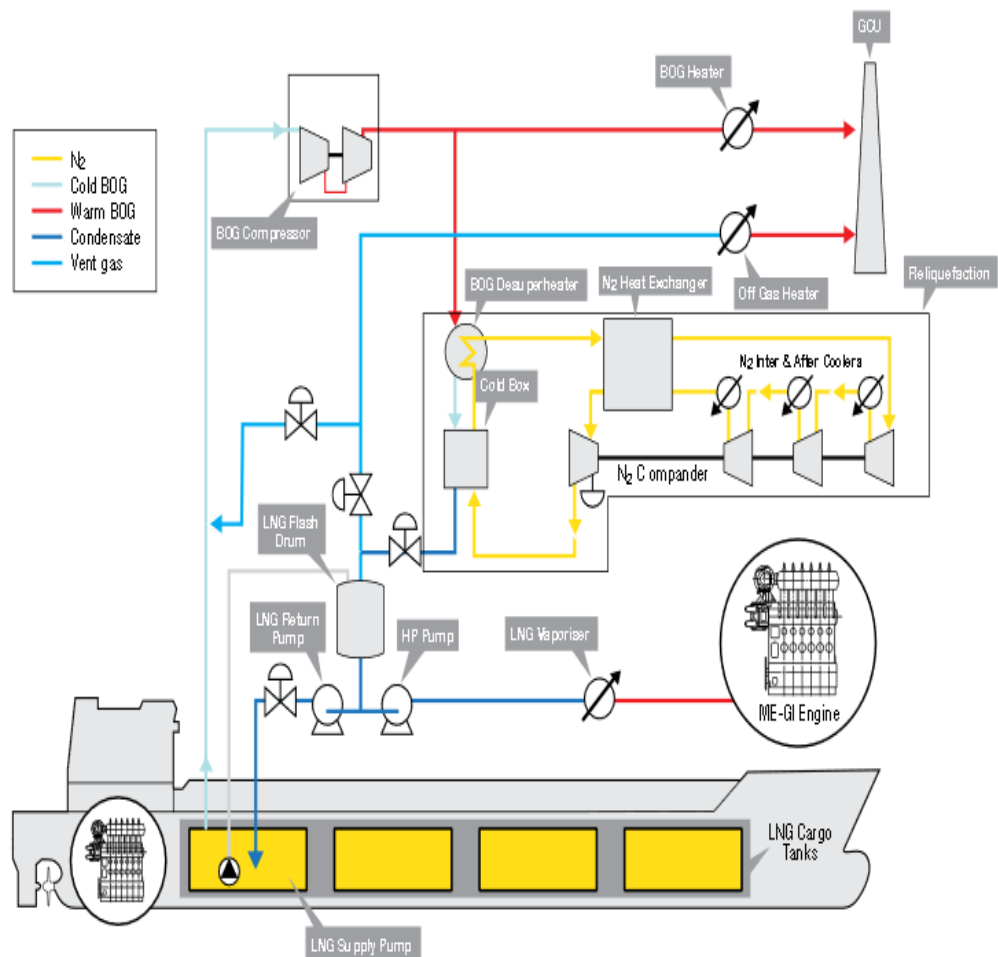 GCU
BOG Heater
N₂
Cold BOG
Warm BOG
Condensate
Vent gas
BOG Compressor
BOG Desuperheater
N₂ Heat Exchanger
Off Gas Heater
Reliquefaction
N₂ Inter & After Coolers
Cold Box
N₂ Compander
LNG Flash
Drum
LNG Return
Pump
HP Pump
LNG Vaporiser
ME-GI Engine
LNG Cargo
Tanks
LNG Supply Pump